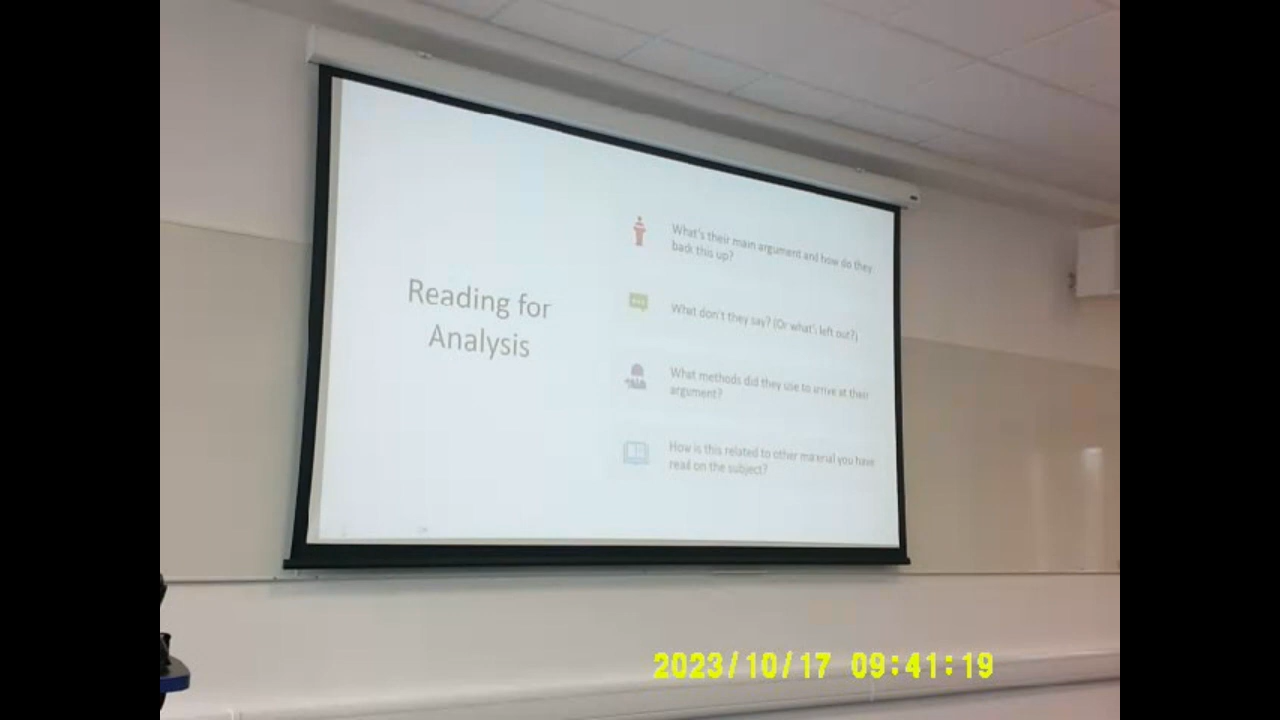 Reading for
Analysis
What's their main argument and how do they
back this up?
What don't they say? (Or what's left out?)
What methods did they use to arrive at their
argument?
How is this related to other material you have
read on the subject?
2023/10/17 09:41:19